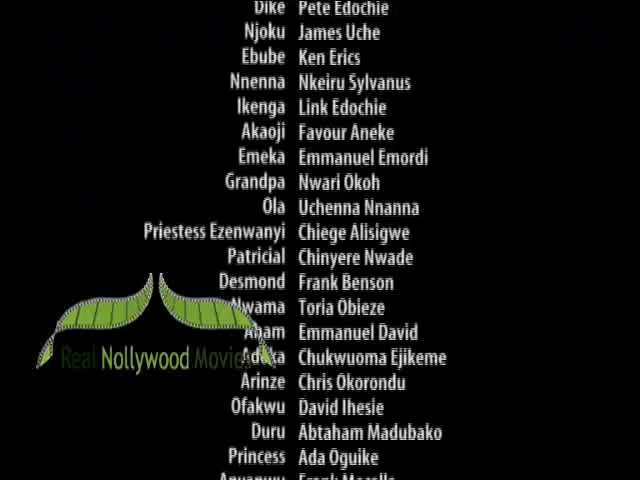 Dike Pete Edochie
Njoku James Uche
Ebube Ken Erics
Nnenna Nkeiru Sylvanus
Ikenga Link Edochie
Akaoji Favour Aneke
Emeka Emmanuel Emordi
Grandpa Nwari Okoh
Ola Uchenna Nnanna
Priestess Ezenwanyi Chiege Alisigwe
Patricial Chinyere Nwade
Desmond Frank Benson
Nwama Toria Obieze
Emmanuel David
Real Nollywood Movies
Chukwuoma Ejikeme
Arinze Chris Okorondu
Ofakwu David Ihesie
Duru Abtaham Madubako
Princess Ada Oguike